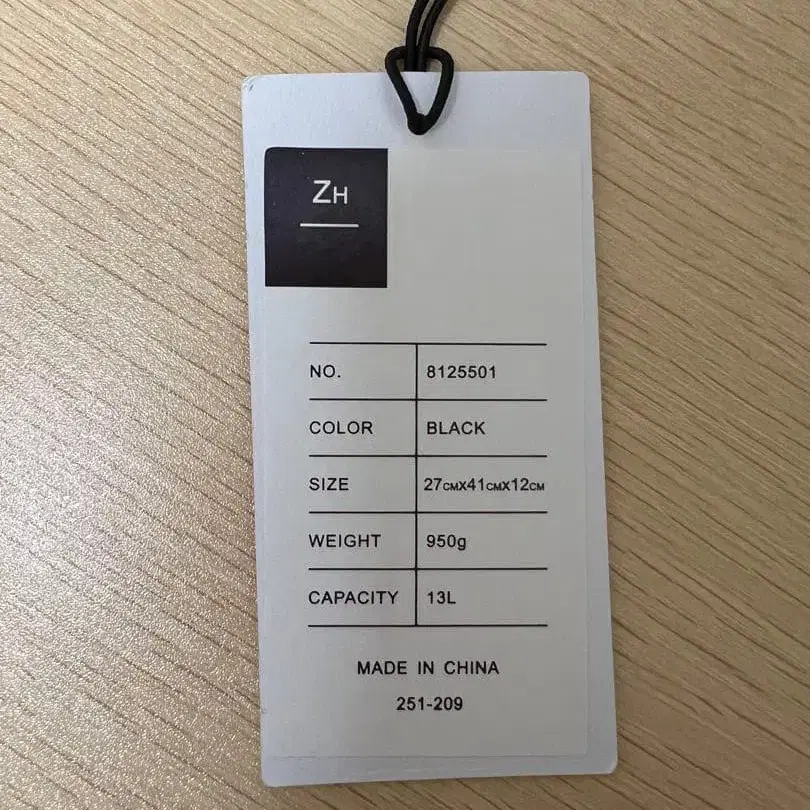 ZH
NO. 8125501
COLOR BLACK
SIZE 27CMX41CMX12CM
WEIGHT 950g
CAPACITY 13L
MADE IN CHINA
251-209